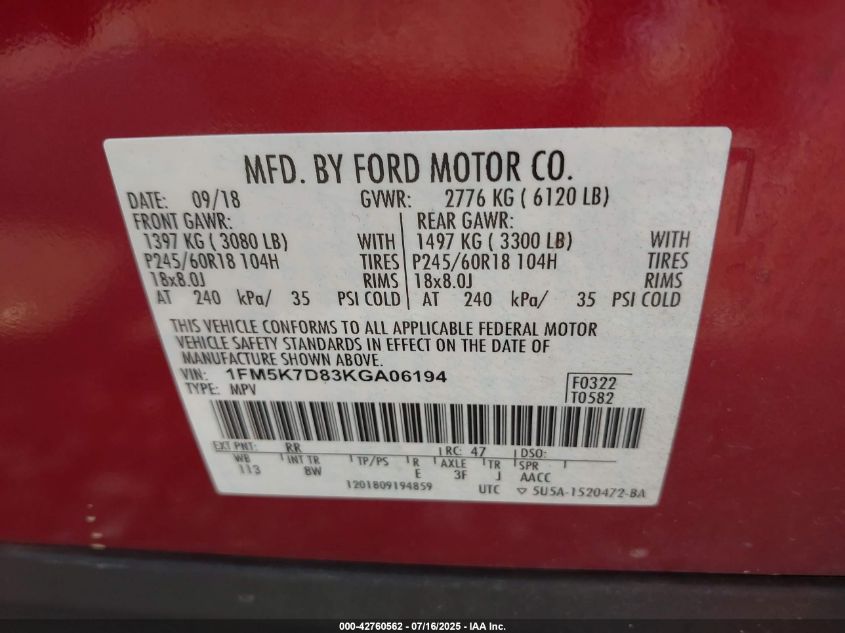 MFD. BY FORD MOTOR CO.
DATE: 09/18 GVWR: 2776 KG ( 6120 LB)
FRONT GAWR: REAR GAWR:
1397 KG ( 3080 LB) WITH 1497 KG ( 3300 LB) WITH
P245/60R18 104H TIRES P245/60R18 104H TIRES
18x8.0J RIMS 18x8.0J RIMS
AT 240 kPa/ 35 PSI COLD AT 240 kPa/ 35 PSI COLD
THIS VEHICLE CONFORMS TO ALL APPLICABLE FEDERAL MOTOR
VEHICLE SAFETY STANDARDS IN EFFECT ON THE DATE OF
MANUFACTURE SHOWN ABOVE.
VIN: 1FM5K7D83KGA06194 F0322
TYPE: MPV T0582
EXT PNT: RR RC: 47 DSO:
WB INT TR TP/PS R AXLE TR SPR
113 8W E 3F J AACC
1201809194859 UTC ▽ 5U5A-1520472-BA
000-42760562 - 07/16/2025 - IAA Inc.